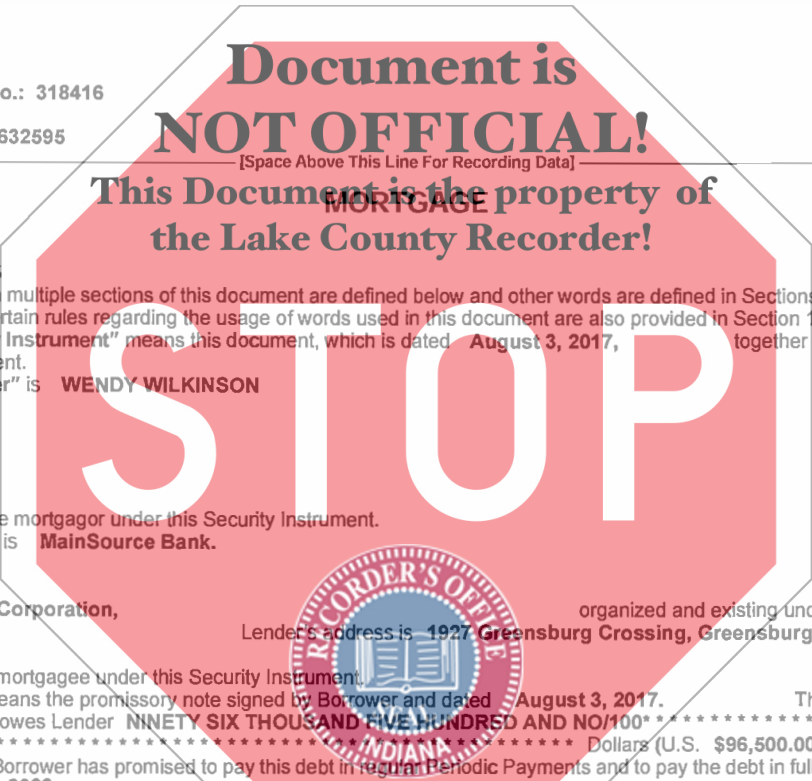 Document is
o.: 318416
NOT OFFICIAL!
632595
[Space Above This Line For Recording Data]
This Document is the property of
MORTGAGE
the Lake County Recorder!
multiple sections of this document are defined below and other words are defined in Sections
rtain rules regarding the usage of words used in this document are also provided in Section 1
Instrument" means this document, which is dated August 3, 2017, together
ent.
er" is WENDY WILKINSON
STOP
e mortgagor under this Security Instrument.
is MainSource Bank.
Corporation,
organized and existing und
Lender's address is 1927 Greensburg Crossing, Greensburg
RECORDER'S OFFICE
SEAL
INDIANA
mortgagee under this Security Instrument.
eans the promissory note signed by Borrower and dated August 3, 2017. Th
owes Lender NINETY SIX THOUSAND FIVE HUNDRED AND NO/100* * * * * * * * * * * * *
* * * * * * * * * * * * * * * * * * * * * * * * * * * * * * * * * * Dollars (U.S. $96,500.00
Borrower has promised to pay this debt in regular Periodic Payments and to pay the debt in ful